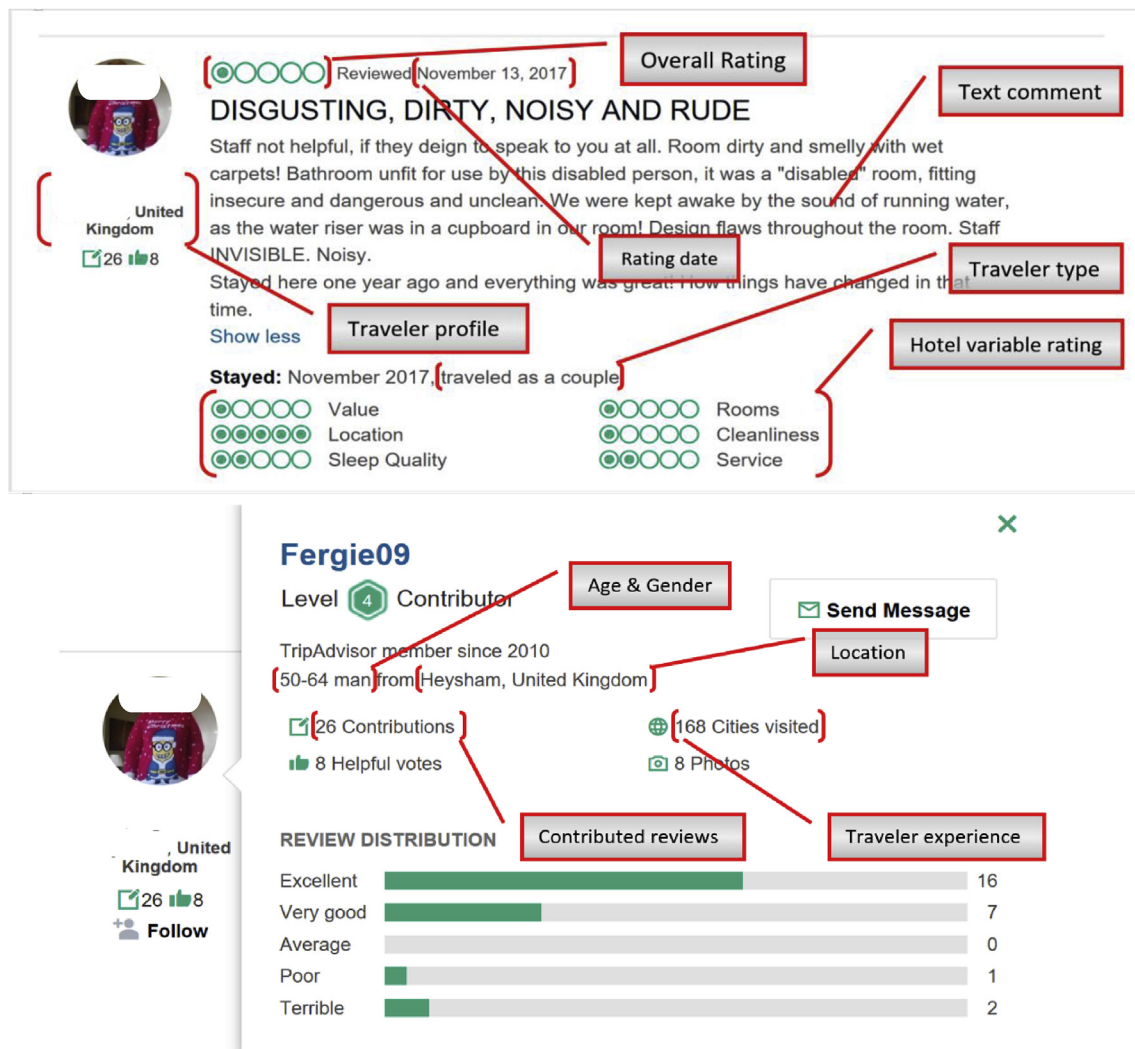 Overall Rating
Reviewed November 13, 2017
Text comment
DISGUSTING, DIRTY, NOISY AND RUDE
Staff not helpful, if they deign to speak to you at all. Room dirty and smelly with wet
carpets! Bathroom unfit for use by this disabled person, it was a "disabled" room, fitting
insecure and dangerous and unclean. We were kept awake by the sound of running water,
as the water riser was in a cupboard in our room! Design flaws throughout the room. Staff
INVISIBLE. Noisy.
Stayed here one year ago and everything was great! How things have changed in that
time.
Show less
, United
Kingdom
26 8
Rating date
Traveler type
Traveler profile
Hotel variable rating
Stayed: November 2017, traveled as a couple
Value
Rooms
Location
Cleanliness
Sleep Quality
Service
Fergie09
Level 4 Contributor
Age & Gender
Send Message
TripAdvisor member since 2010
Location
50-64 man from Heysham, United Kingdom
26 Contributions
168 Cities visited
8 Helpful votes
8 Photos
, United
Kingdom
26 8
Follow
Contributed reviews
Traveler experience
REVIEW DISTRIBUTION
Excellent 16
Very good 7
Average 0
Poor 1
Terrible 2